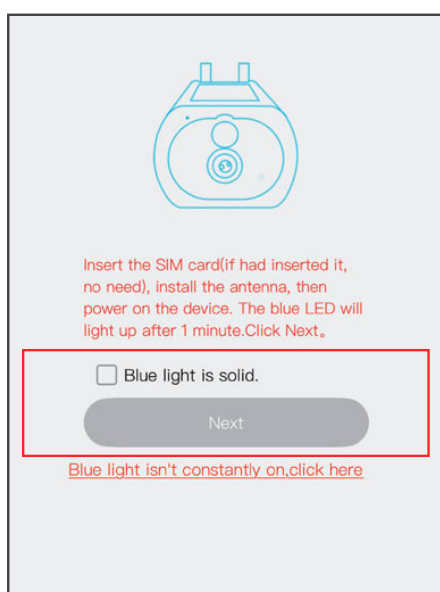 Insert the SIM card(if had inserted it,
no need), install the antenna, then
power on the device. The blue LED will
light up after 1 minute.Click Next。
Blue light is solid.
Next
Blue light isn't constantly on,click here